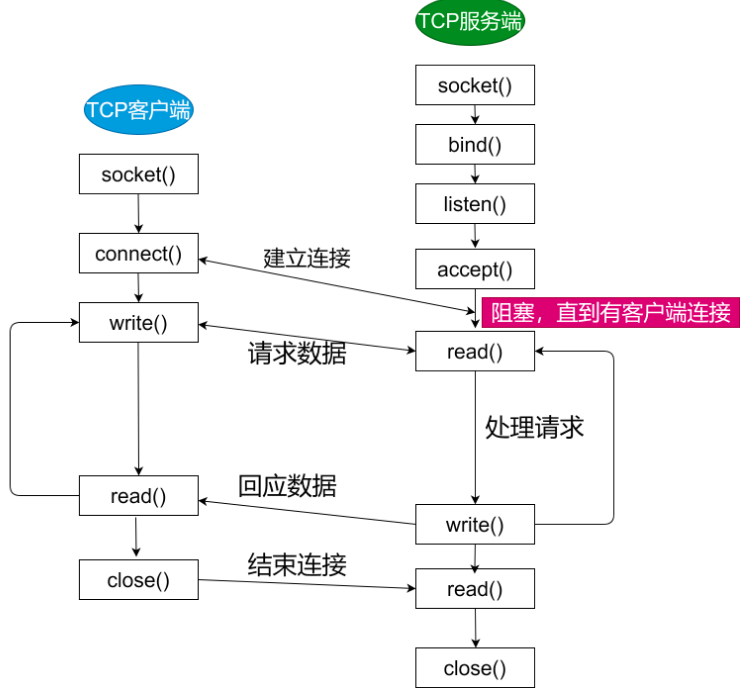 TCP服务端
socket()
bind()
listen()
accept()
阻塞，直到有客户端连接
read()
处理请求
write()
read()
close()
TCP客户端
socket()
connect()
建立连接
write()
请求数据
read()
回应数据
close()
结束连接